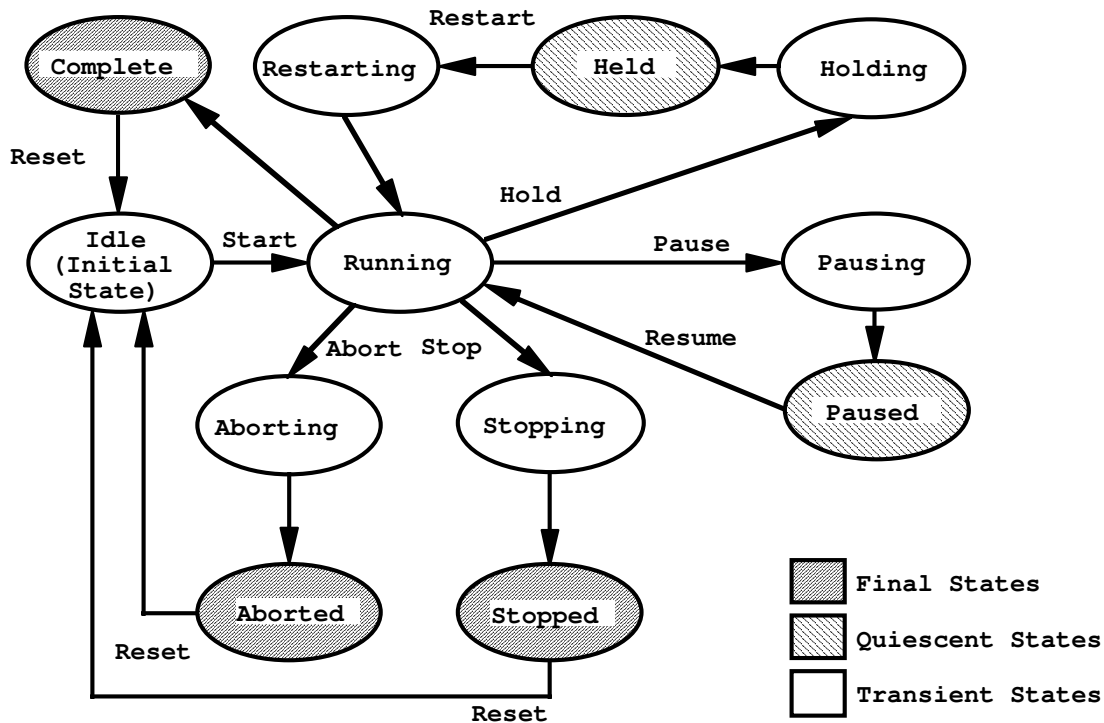 Restart
Complete
Restarting
Held
Holding
Reset
Hold
Idle
(Initial
State)
Start
Running
Pause
Pausing
Abort
Stop
Resume
Aborting
Stopping
Paused
Aborted
Stopped
Reset
Reset
Final States
Quiescent States
Transient States